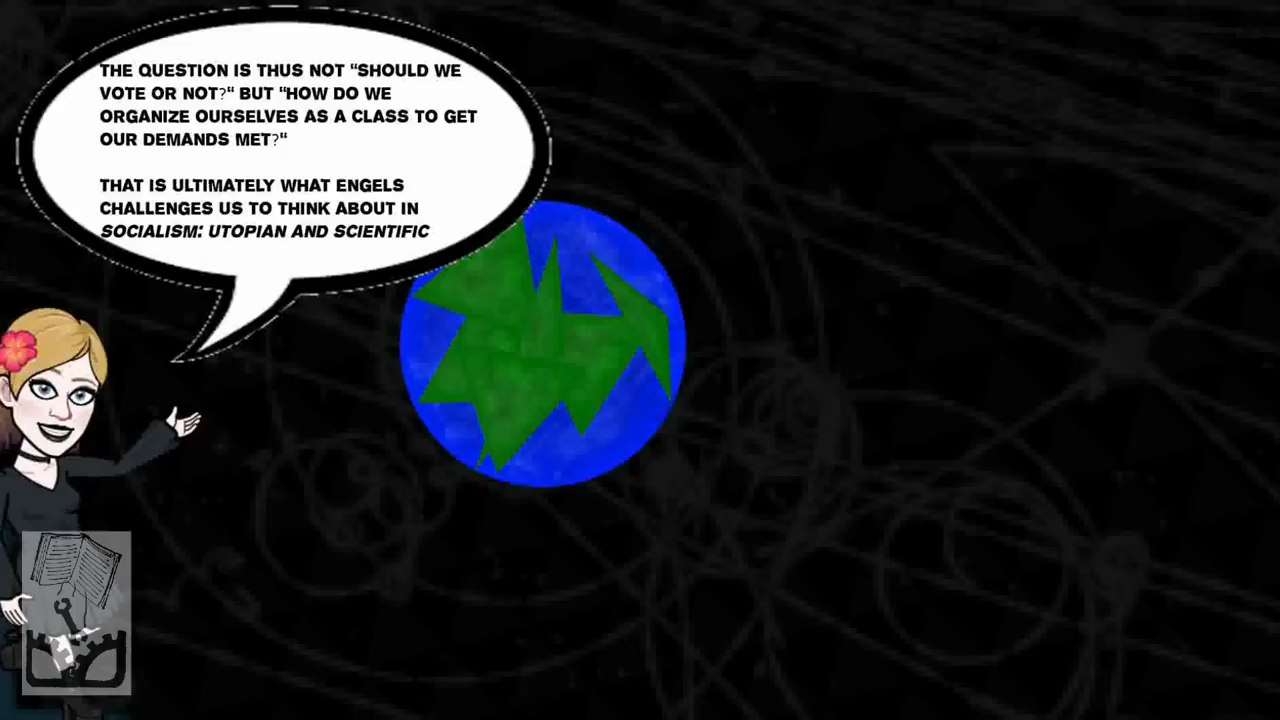 THE QUESTION IS THUS NOT "SHOULD WE
VOTE OR NOT?" BUT "HOW DO WE
ORGANIZE OURSELVES AS A CLASS TO GET
OUR DEMANDS MET?"
THAT IS ULTIMATELY WHAT ENGELS
CHALLENGES US TO THINK ABOUT IN
SOCIALISM: UTOPIAN AND SCIENTIFIC